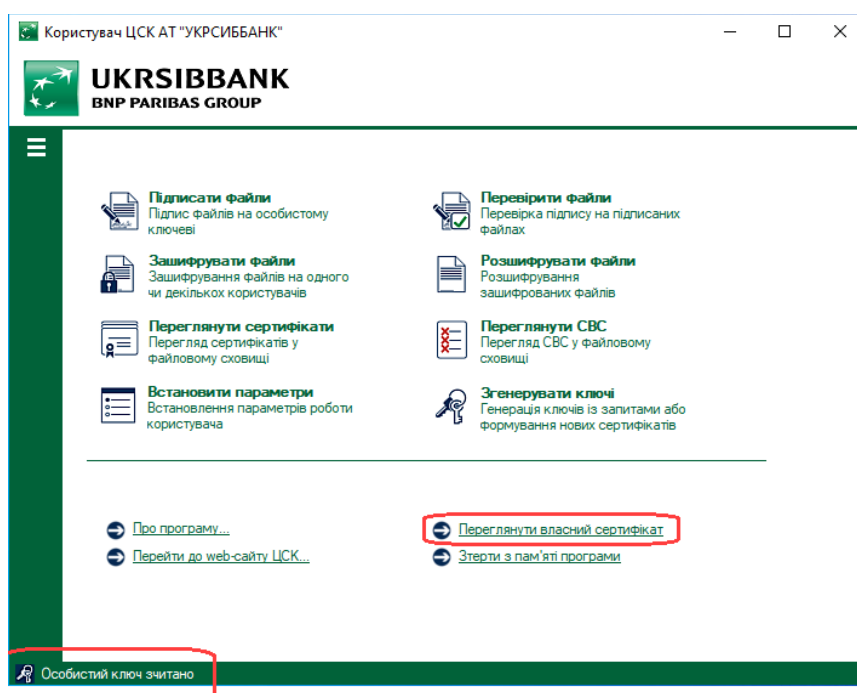 Користувач ЦСК АТ "УКРСИББАНК"
UKRSIBBANK
BNP PARIBAS GROUP
Підписати файли
Підпис файлів на особистому
ключеві
Перевірити файли
Перевірка підпису на підписаних
файлах
Зашифрувати файли
Зашифрування файлів на одного
чи декількох користувачів
Розшифрувати файли
Розшифрування
зашифрованих файлів
Переглянути сертифікати
Перегляд сертифікатів у
файловому сховищі
Переглянути СВС
Перегляд СВС у файловому
сховищі
Встановити параметри
Встановлення параметрів роботи
користувача
Згенерувати ключі
Генерація ключів із запитами або
формування нових сертифікатів
Про програму...
Переглянути власний сертифікат
Перейти до web-сайту ЦСК...
Зтерти з пам'яті програми
Особистий ключ зчитано